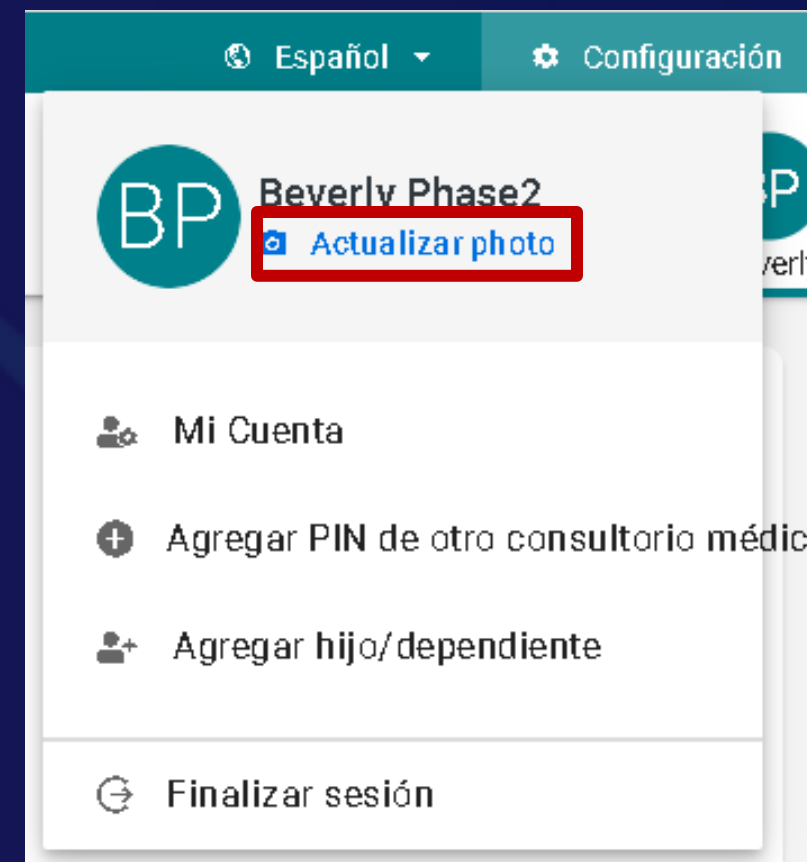 Español
Configuración
BP
Beverly Phase2
Actualizar photo
Mi Cuenta
Agregar PIN de otro consultorio médic
Agregar hijo/dependiente
Finalizar sesión